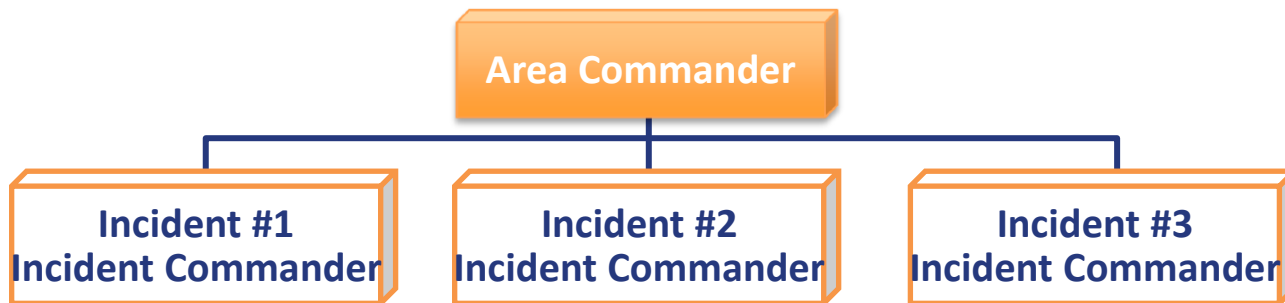 Area Commander
Incident #1
Incident Commander
Incident #2
Incident Commander
Incident #3
Incident Commander